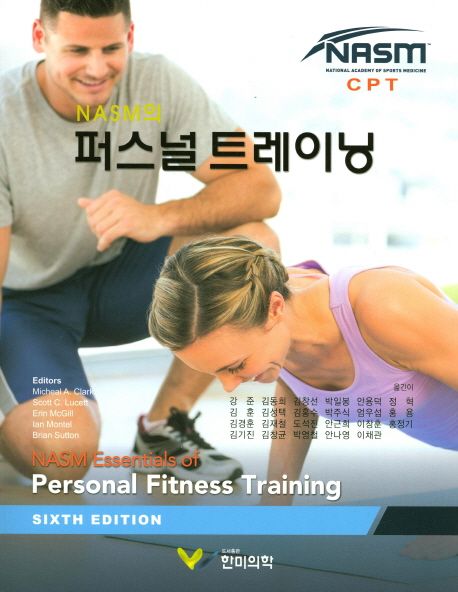 NASM
NATIONAL ACADEMY OF SPORTS MEDICINE
CPT
NASM의
퍼스널 트레이닝
Editors
Micheal A. Clark
Scott C. Lucett
Erin McGill
Ian Montel
Brian Sutton
옮긴이
강 준 김동희 김창선 박일봉 안용덕 정 혁
김 훈 김성택 김홍수 박주식 엄우섭 홍 용
김경훈 김재철 도석진 안근희 이창훈 홍정기
김기진 김창균 박영철 안나영 이채관
NASM Essentials of
Personal Fitness Training
SIXTH EDITION
도서출판
한미의학